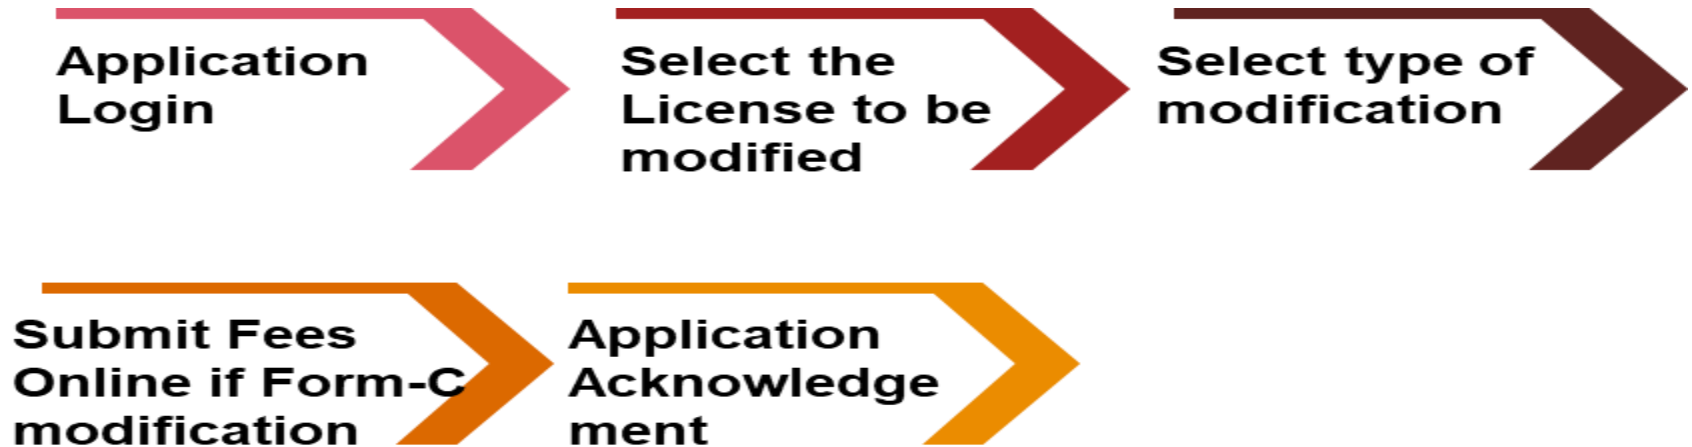 Application
Login
Select the
License to be
modified
Select type of
modification
Submit Fees
Online if Form-C
modification
Application
Acknowledge
ment